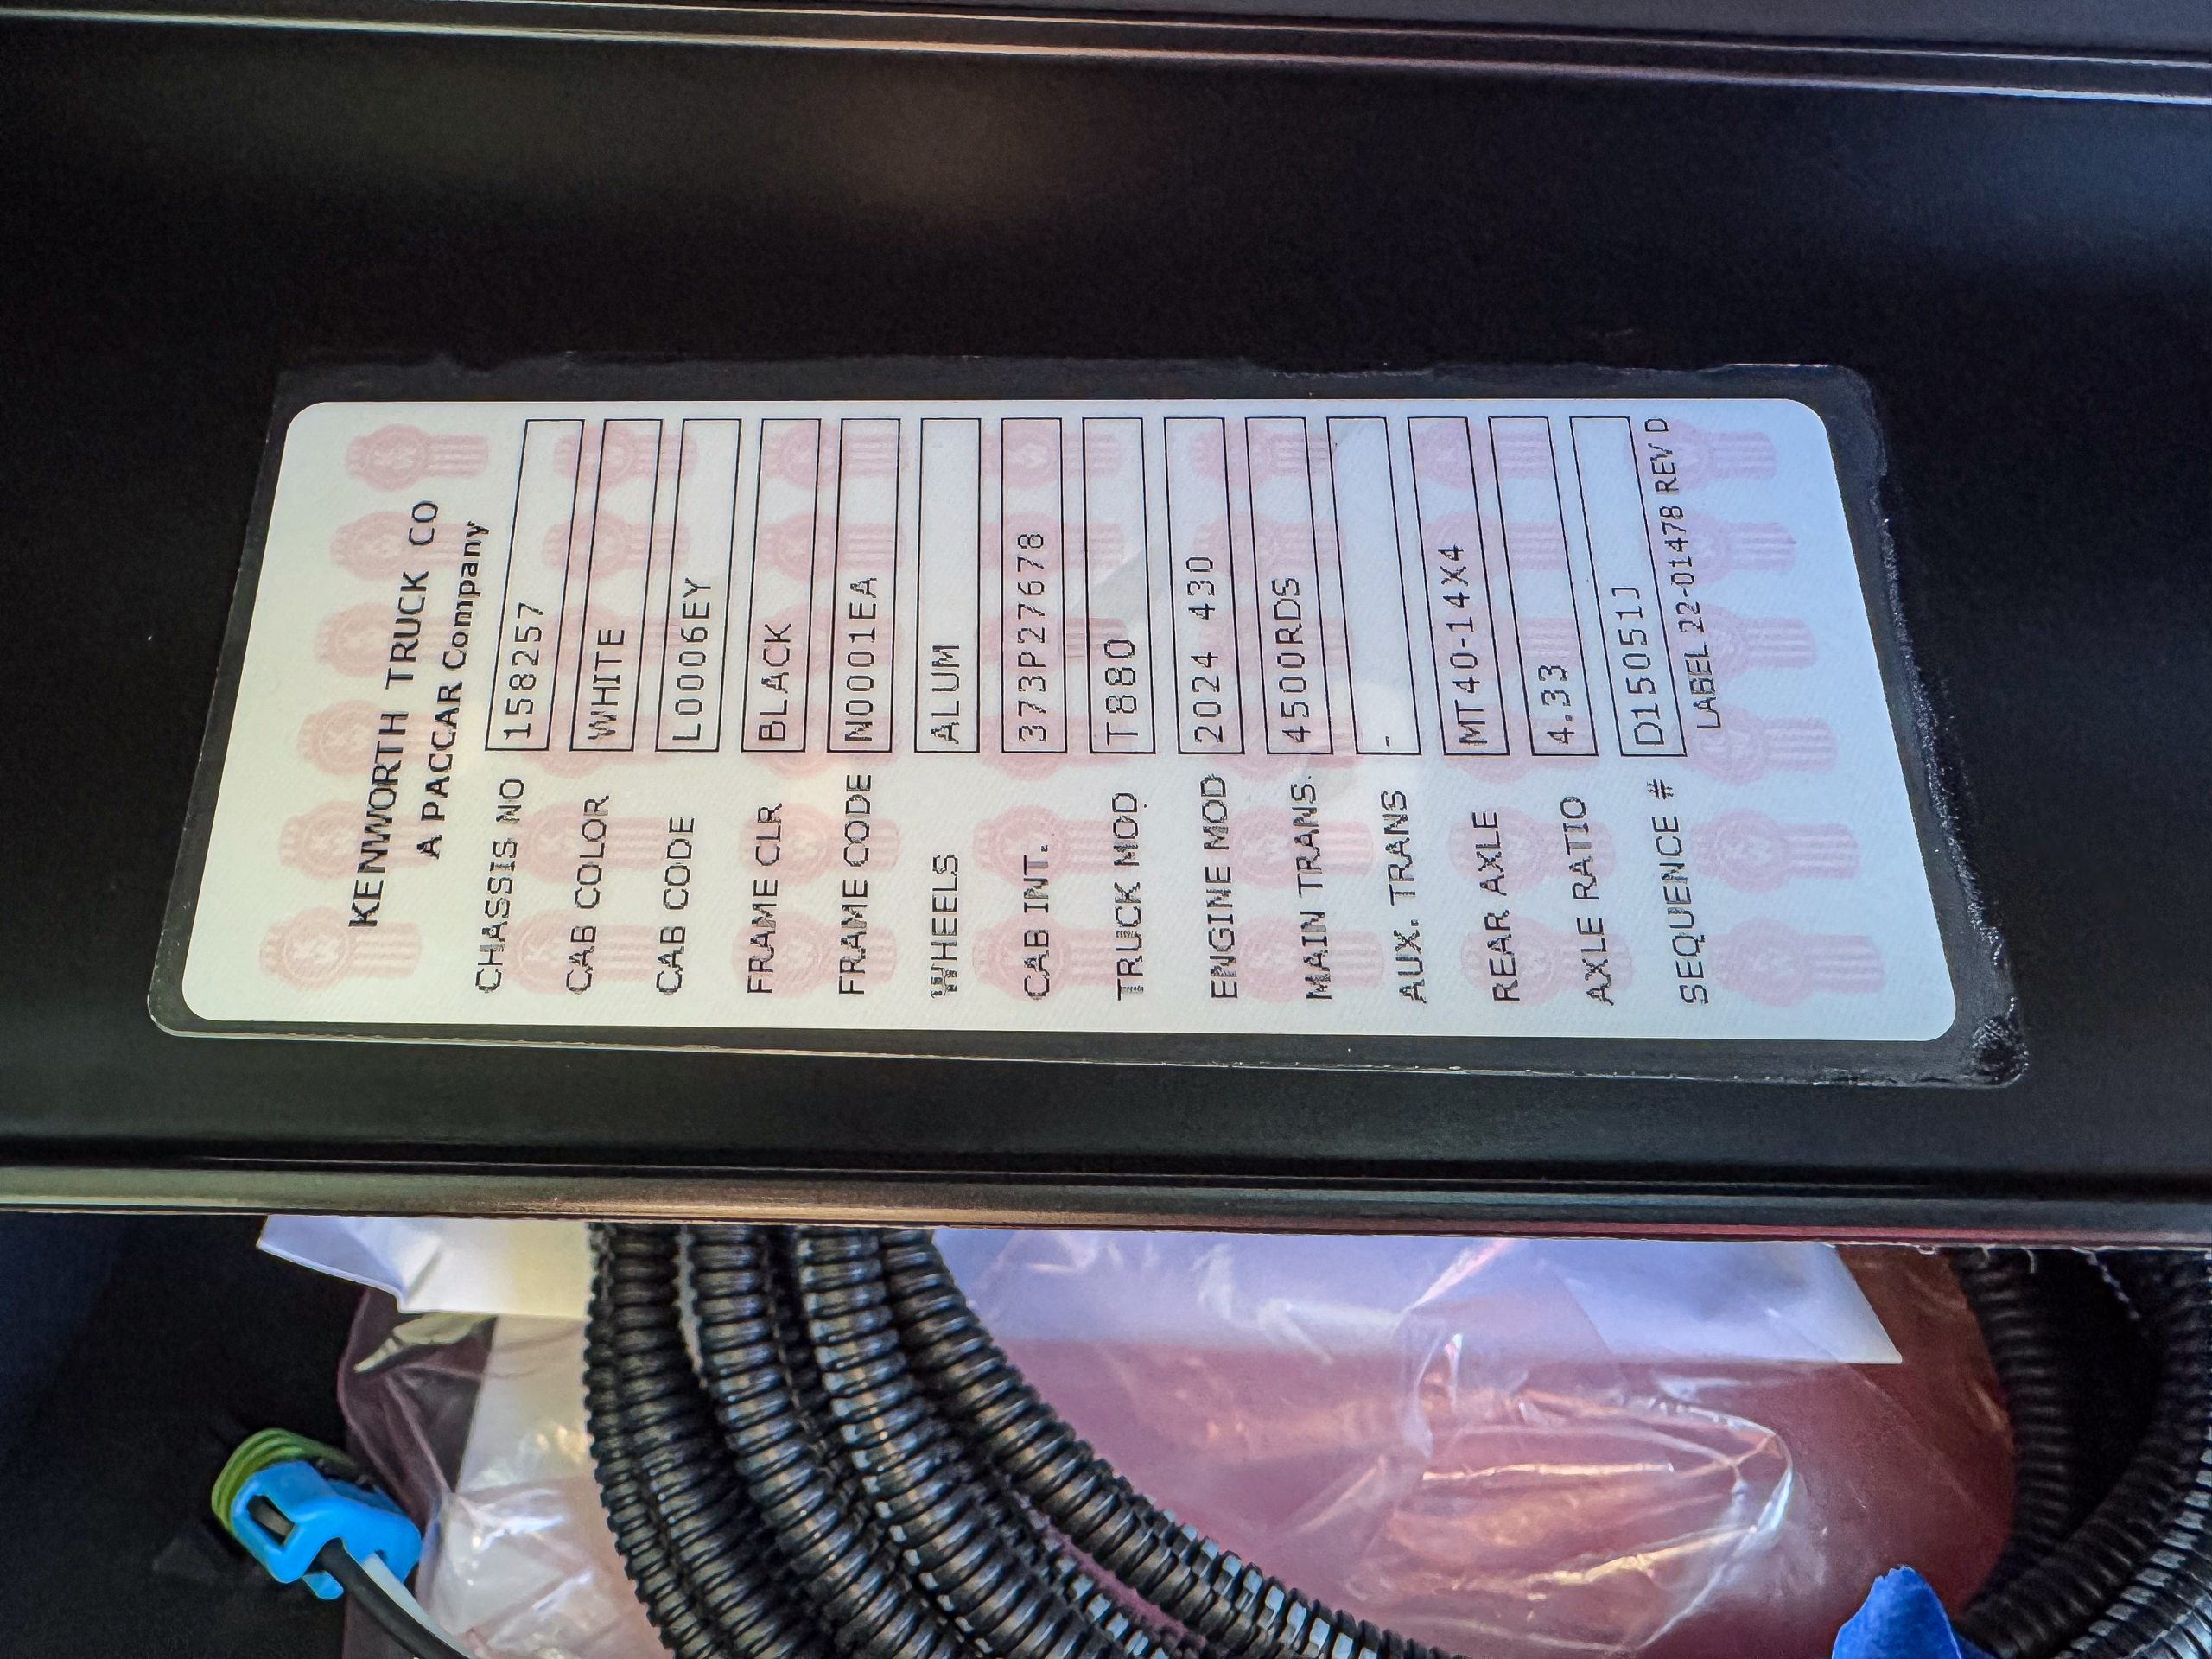 KENWORTH TRUCK CO
A PACCAR Company
CHASSIS NO 158257
CAB COLOR WHITE
CAB CODE L0006EY
FRAME CLR BLACK
FRAME CODE N0001EA
WHEELS ALUM
CAB INT. 373P27678
TRUCK MOD T880
ENGINE MOD 2024 430
MAIN TRANS. 4500RDS
AUX. TRANS -
REAR AXLE MT40-14X4
AXLE RATIO 4.33
SEQUENCE # D15051J
LABEL 22-01478 REV D